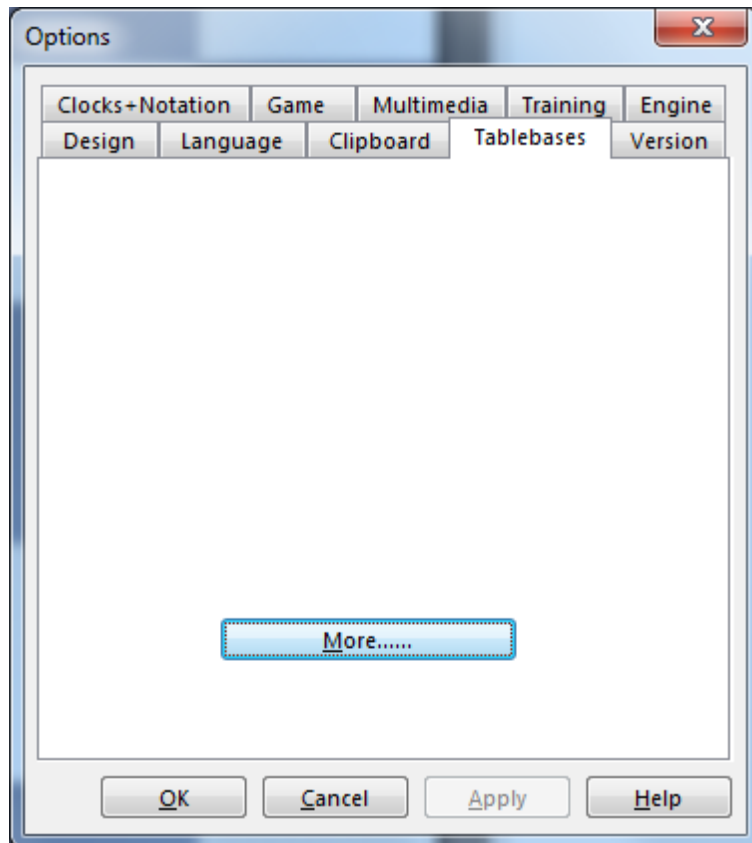 Options
Clocks+Notation Game Multimedia Training Engine
Design Language Clipboard Tablebases Version
More......
OK Cancel Apply Help